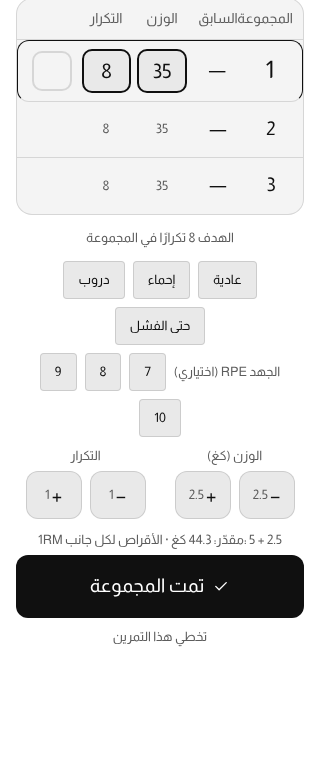 المجموعة السابق الوزن التكرار
1 — 35 8
2 — 35 8
3 — 35 8
الهدف 8 تكرارًا في المجموعة
عادية إحماء دروب
حتى الفشل
الجهد RPE (اختياري) 7 8 9
10
الوزن (كغ) التكرار
−2.5 +2.5 −1 +1
1RM مقدّر: 44.3 كغ · الأقراص لكل جانب: 5 + 2.5
✓ تمت المجموعة
تخطي هذا التمرين